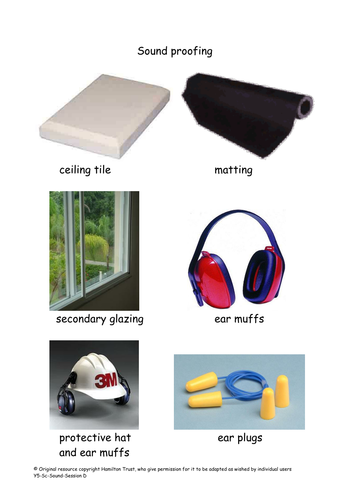 Sound proofing
ceiling tile
matting
secondary glazing
ear muffs
3M
protective hat
and ear muffs
ear plugs
© Original resource copyright Hamilton Trust, who give permission for it to be adapted as wished by individual users
Y5-Sc-Sound-Session D